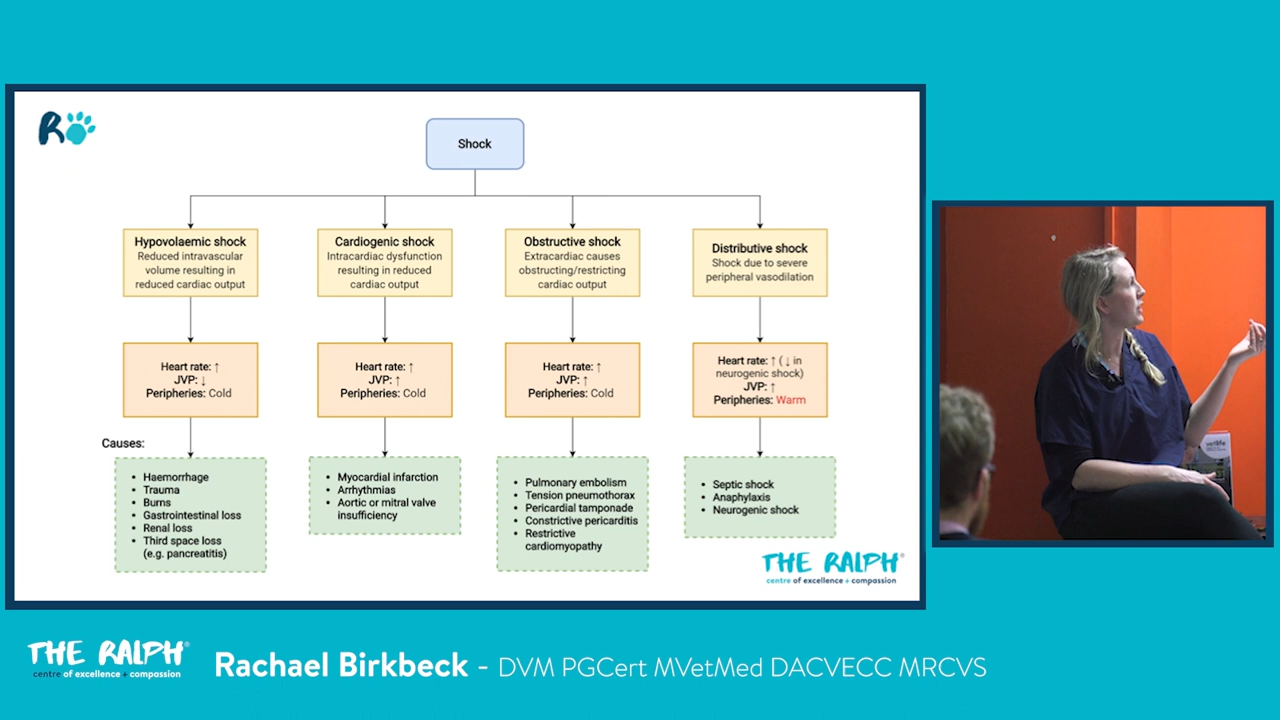 R
Shock
Hypovolaemic shock
Reduced intravascular
volume resulting in
reduced cardiac output
Cardiogenic shock
Intracardiac dysfunction
resulting in reduced
cardiac output
Obstructive shock
Extracardiac causes
obstructing/restricting
cardiac output
Distributive shock
Shock due to severe
peripheral vasodilation
Heart rate: ↑
JVP: ↓
Peripheries: Cold
Heart rate: ↑
JVP: ↑
Peripheries: Cold
Heart rate: ↑
JVP: ↑
Peripheries: Cold
Heart rate: ↑ ( ↓ in
neurogenic shock)
JVP: ↑
Peripheries: Warm
Causes:
• Haemorrhage
• Trauma
• Burns
• Gastrointestinal loss
• Renal loss
• Third space loss
(e.g. pancreatitis)
• Myocardial infarction
• Arrhythmias
• Aortic or mitral valve
insufficiency
• Pulmonary embolism
• Tension pneumothorax
• Pericardial tamponade
• Constrictive pericarditis
• Restrictive
cardiomyopathy
• Septic shock
• Anaphylaxis
• Neurogenic shock
THE RALPH®
centre of excellence + compassion
vetlife
THE RALPH®
centre of excellence + compassion
Rachael Birkbeck - DVM PGCert MVetMed DACVECC MRCVS